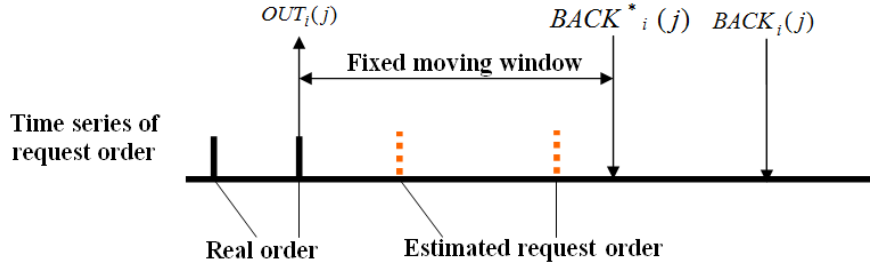 OUTᵢ(j)
BACK*ᵢ(j)
BACKᵢ(j)
Fixed moving window
Time series of
request order
Real order
Estimated request order